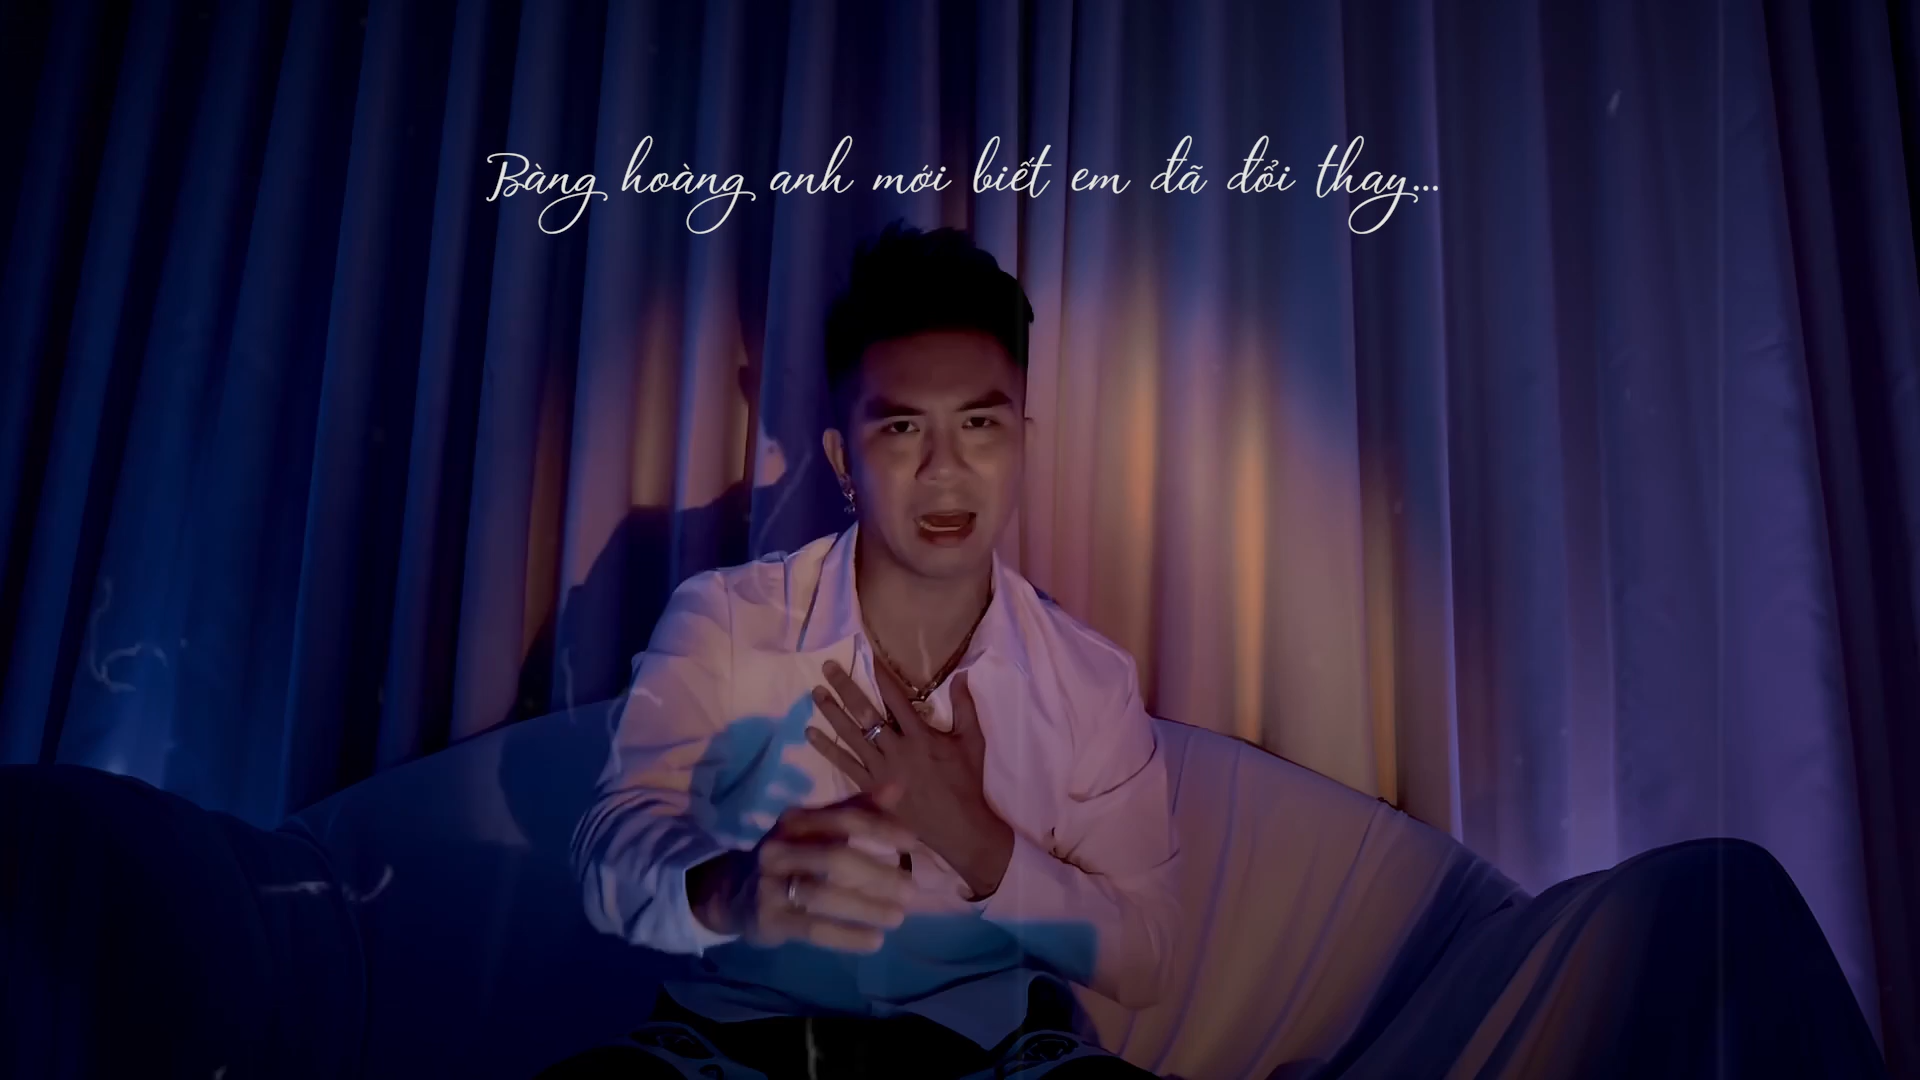 Bàng hoàng anh mới biết em đã đổi thay...